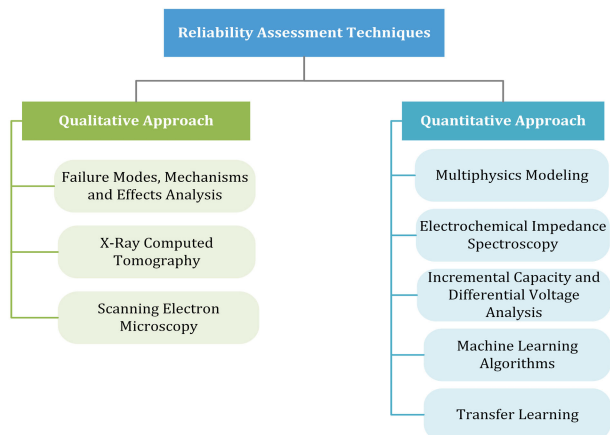 Reliability Assessment Techniques
Qualitative Approach
Failure Modes, Mechanisms
and Effects Analysis
X-Ray Computed
Tomography
Scanning Electron
Microscopy
Quantitative Approach
Multiphysics Modeling
Electrochemical Impedance
Spectroscopy
Incremental Capacity and
Differential Voltage
Analysis
Machine Learning
Algorithms
Transfer Learning